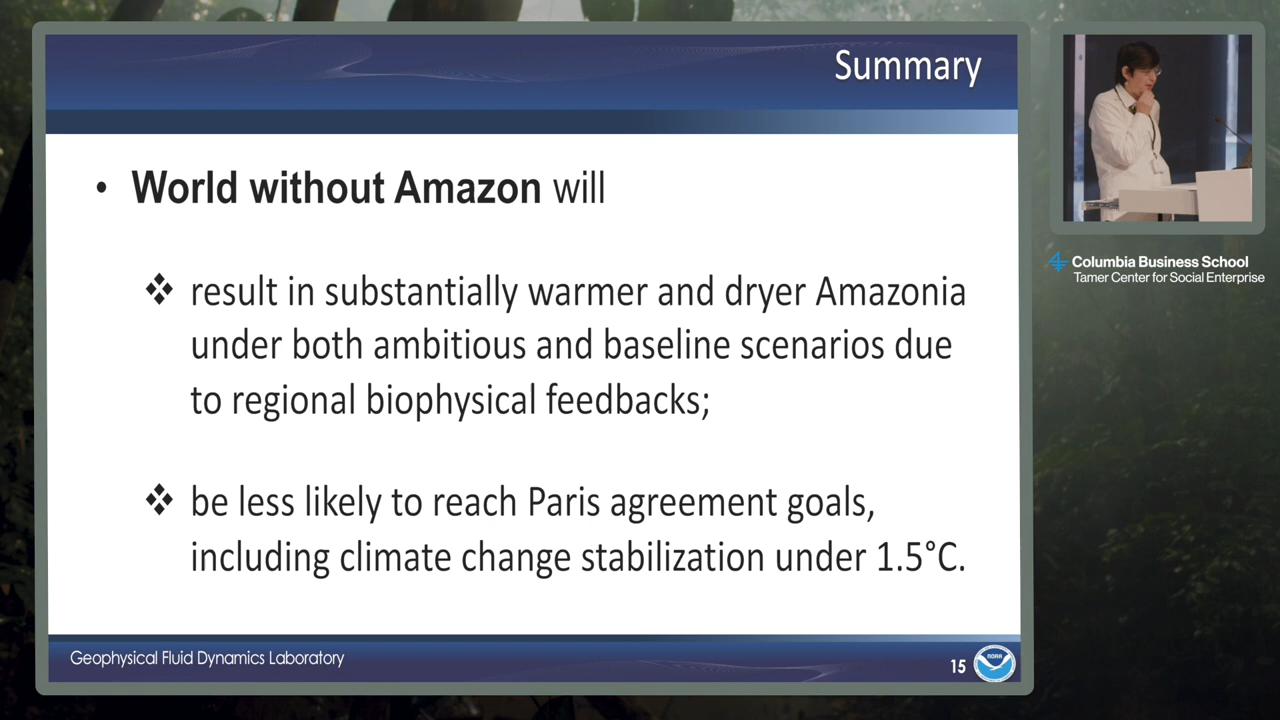 Summary
• World without Amazon will
❖ result in substantially warmer and dryer Amazonia
under both ambitious and baseline scenarios due
to regional biophysical feedbacks;
❖ be less likely to reach Paris agreement goals,
including climate change stabilization under 1.5°C.
Geophysical Fluid Dynamics Laboratory
15
NOAA
Columbia Business School
Tamer Center for Social Enterprise